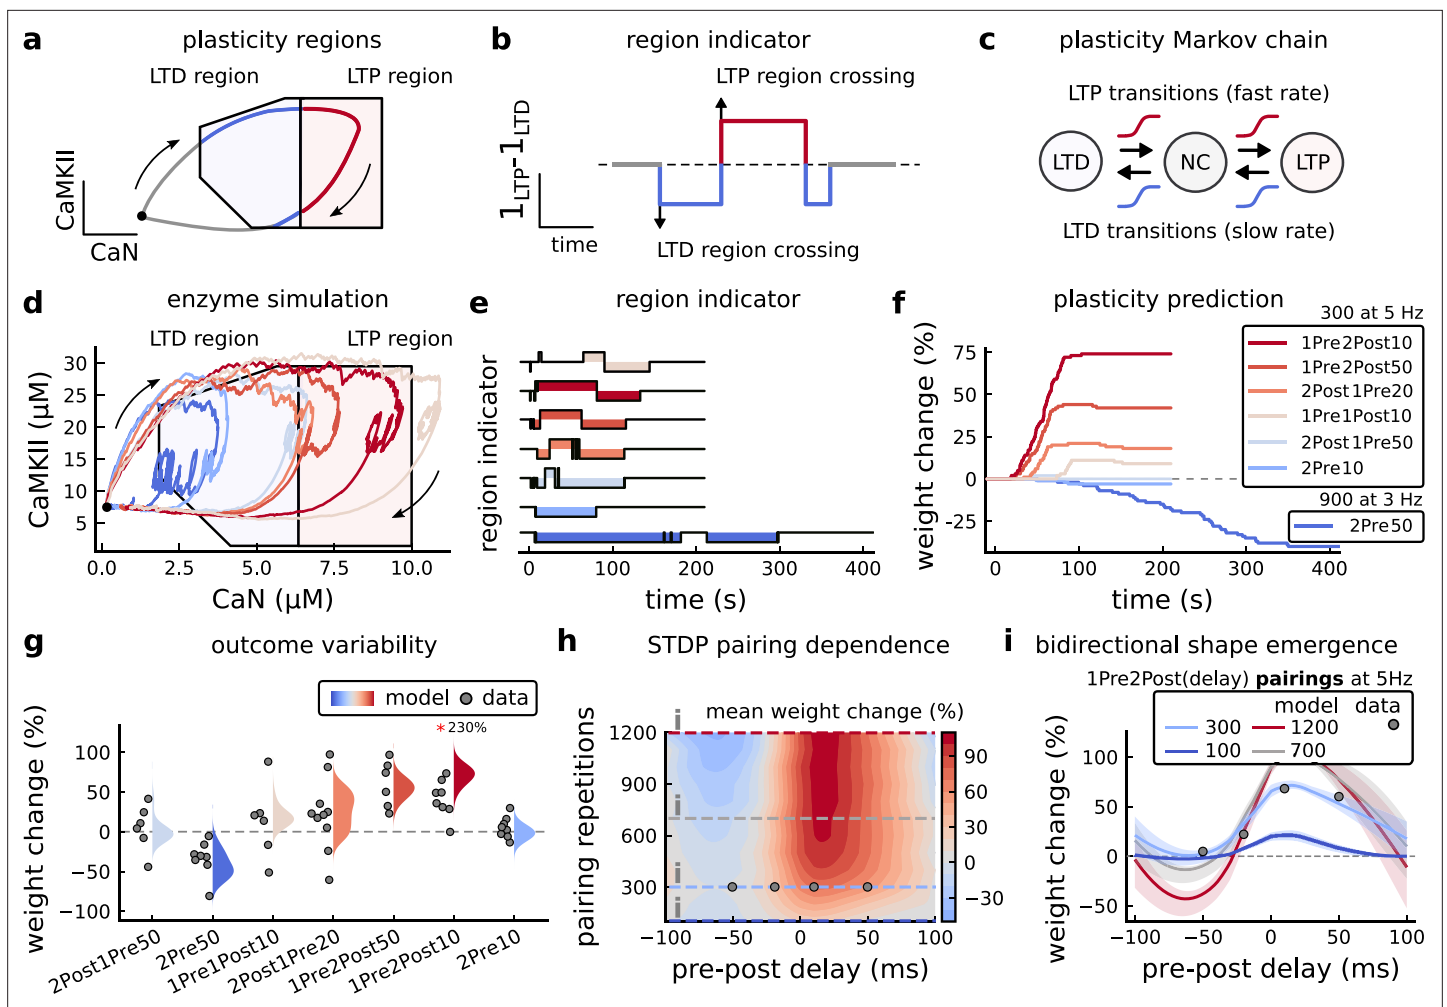 a plasticity regions
LTD region LTP region
CaMKII
CaN
b region indicator
LTP region crossing
1LTP-1LTD
time
LTD region crossing
c plasticity Markov chain
LTP transitions (fast rate)
LTD NC LTP
LTD transitions (slow rate)
d enzyme simulation
LTD region LTP region
CaMKII (μM)
30
25
20
15
10
5
0.0 2.5 5.0 7.5 10.0
CaN (μM)
e region indicator
region indicator
0 100 200 300 400
time (s)
f plasticity prediction
300 at 5 Hz
1Pre2Post10
1Pre2Post50
2Post1Pre20
1Pre1Post10
2Post1Pre50
2Pre10
900 at 3 Hz
2Pre50
weight change (%)
75
50
25
0
-25
0 100 200 300 400
time (s)
g outcome variability
model data
*230%
weight change (%)
100
50
0
−50
−100
2Post1Pre50 2Pre50 1Pre1Post10 2Post1Pre20 1Pre2Post50 1Pre2Post10 2Pre10
h STDP pairing dependence
mean weight change (%)
pairing repetitions
1200
900
600
300
90
60
30
0
−30
−100 −50 0 50 100
pre-post delay (ms)
i bidirectional shape emergence
1Pre2Post(delay) pairings at 5Hz
model data
300 1200
100 700
weight change (%)
100
50
0
−50
−100 −50 0 50 100
pre-post delay (ms)